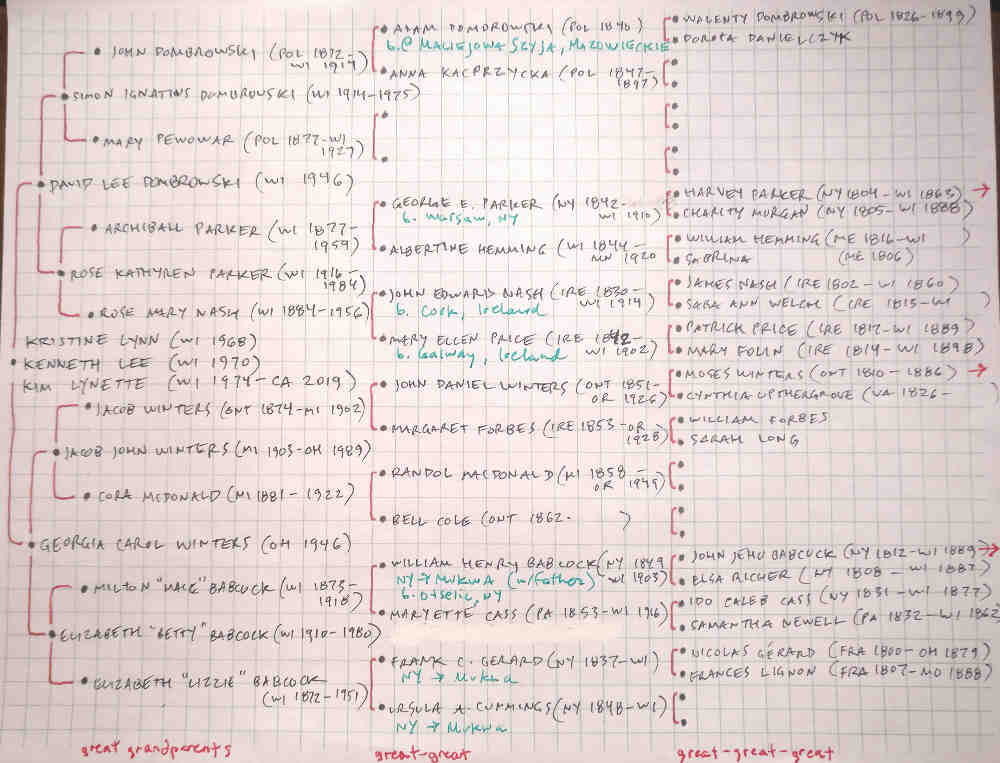 JOHN DOMBROWSKI (POL 1872-
WI 1919)
SIMON IGNATIUS DOMBROWSKI (WI 1914-1975)
MARY PEWOWAR (POL 1877-WI
1927)
DAVID LEE DOMBROWSKI (WI 1946)
ARCHIBALL PARKER (WI 1877-
1959)
ROSE KATHYREN PARKER (WI 1916-
1984)
ROSE MARY NASH (WI 1884-1956)
KRISTINE LYNN (WI 1968)
KENNETH LEE (WI 1970)
KIM LYNETTE (WI 1974-CA 2019)
JACOB WINTERS (ONT 1874-MI 1902)
JACOB JOHN WINTERS (MI 1903-OH 1989)
CORA MCDONALD (MI 1881-1922)
GEORGIA CAROL WINTERS (OH 1946)
MILTON "MACK" BABCOCK (WI 1873-
1918)
ELIZABETH "BETTY" BABCOCK (WI 1910-1980)
ELIZABETH "LIZZIE" BABCOCK
(WI 1872-1951)
great grandparents
ADAM DOMBROWSKI (POL 1840)
b.@ MALIEJOWA SZYJA, MAZOWIECKIE
ANNA KACPRZYCKA (POL 1847-
1897)
GEORGE E. PARKER (NY 1842-
WI 1910)
b. Warsaw, NY
ALBERTINE HEMMING (WI 1844-
MN 1920
JOHN EDWARD NASH (IRE 1830-
WI 1914)
b. Cork, Ireland
MARY ELLEN PRICE (IRE 1842-
WI 1902)
b. Galway, Ireland
JOHN DANIEL WINTERS (ONT 1851-
OR 1926)
MARGARET FORBES (IRE 1853-OR
1928)
RANDOL MACDONALD (MI 1858-
OR 1949)
BELL COLE (ONT 1862- )
WILLIAM HENRY BABCOCK (NY 1849
WI 1903)
NY → MUKWA (w/Father)
b. Otselic, NY
MARYETTE CASS (PA 1853-WI 1916)
FRANK C. GERARD (NY 1837-WI)
NY → Mukwa
URSULA A. CUMMINGS (NY 1848-WI)
NY → Mukwa
great-great
WALENTY DOMBROWSKI (POL 1826-1899)
DOROTA DANIELCZYK
HARVEY PARKER (NY 1804-WI 1863) →
CHARITY MURGAN (NY 1805-WI 1888)
WILLIAM HEMMING (ME 1816-WI )
SABRINA (ME 1806)
JAMES NASH (IRE 1802-WI 1860)
SARA ANN WELCH (IRE 1815-WI )
PATRICK PRICE (IRE 1817-WI 1889)
MARY FOLIN (IRE 1814-WI 1898)
MOSES WINTERS (ONT 1810-1886) →
CYNTHIA UPTHERGROVE (VA 1826- )
WILLIAM FORBES
SARAH LONG
JOHN JEHU BABCOCK (NY 1812-WI 1889) →
ELSA RICHER (NY 1808-WI 1887)
IDO CALEB CASS (NY 1831-WI 1877)
SAMANTHA NEWELL (PA 1832-WI 1862
NICOLAS GÉRARD (FRA 1800-OH 1879)
FRANCES LIGNON (FRA 1807-MO 1888)
great-great-great